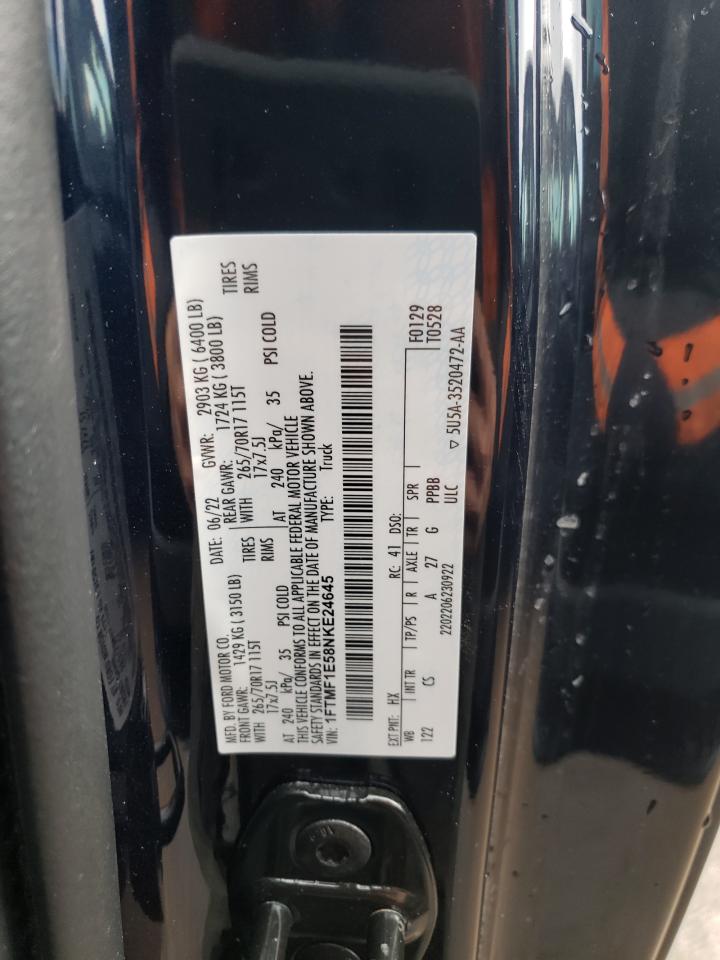 MFD. BY FORD MOTOR CO.
DATE: 06/22 GVWR: 2903 KG ( 6400 LB)
FRONT GAWR: 1429 KG ( 3150 LB) REAR GAWR: 1724 KG ( 3800 LB)
WITH 265/70R17 115T TIRES WITH 265/70R17 115T TIRES
17x7.5J RIMS 17x7.5J RIMS
AT 240 kPa/ 35 PSI COLD AT 240 kPa/ 35 PSI COLD
THIS VEHICLE CONFORMS TO ALL APPLICABLE FEDERAL MOTOR VEHICLE
SAFETY STANDARDS IN EFFECT ON THE DATE OF MANUFACTURE SHOWN ABOVE.
VIN: 1FTMF1E58NKE24645 TYPE: Truck
EXT PNT: HX RC: 41 DSO: F0129
WB INT TR TP/PS R AXLE TR SPR T0528
122 CS A 27 G PPBB
2202206230922 ULC 5U5A-3520472-AA